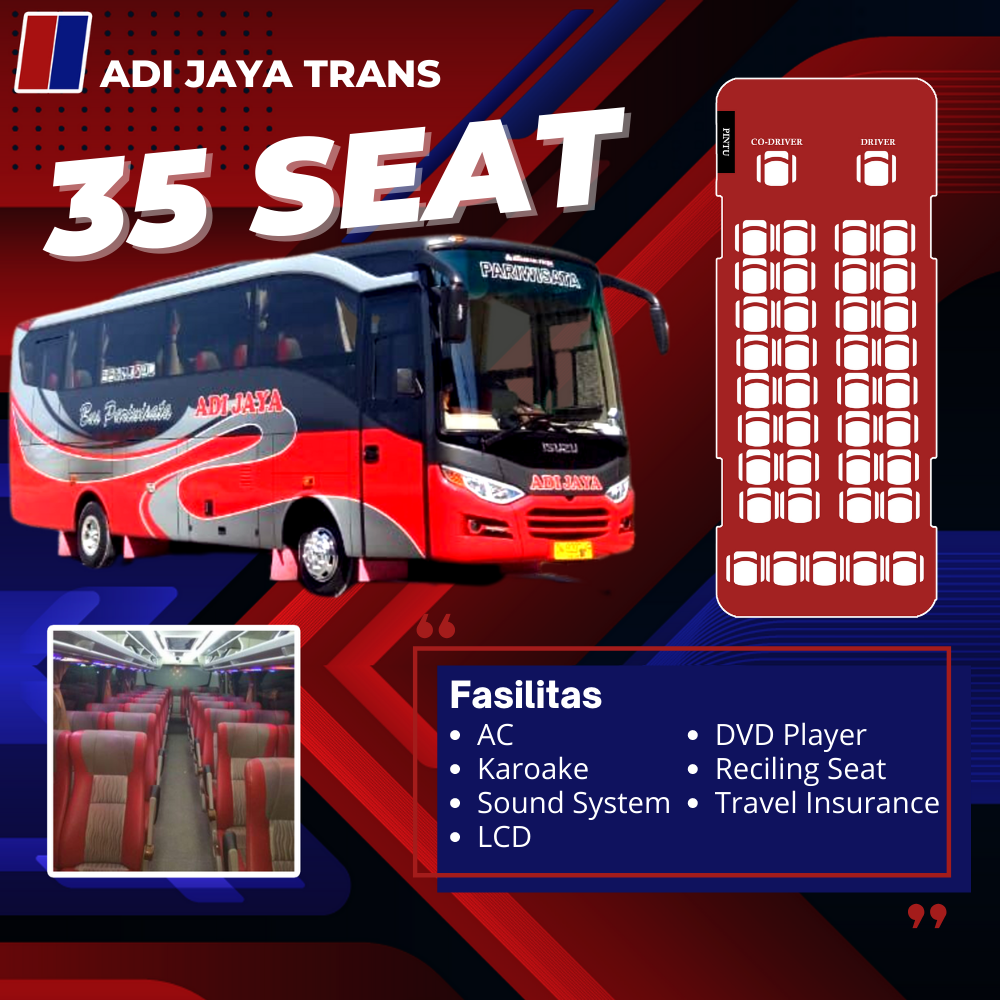 ADI JAYA TRANS
35 SEAT
PINTU
CO-DRIVER
DRIVER
PARIWISATA
Bus Pariwisata
ADI JAYA
ISUZU
ADI JAYA
Fasilitas
• AC
• Karoake
• Sound System
• LCD
• DVD Player
• Reciling Seat
• Travel Insurance